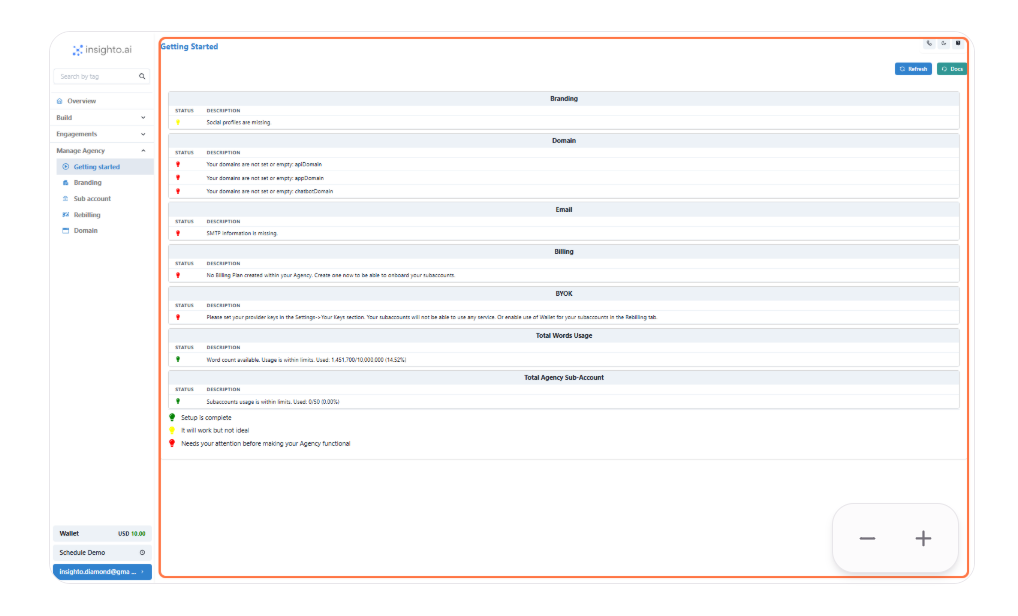 insighto.ai
Search by tag
Overview
Build
Engagements
Manage Agency
Getting started
Branding
Sub account
Rebilling
Domain
Wallet USD 10.00
Schedule Demo
insighto.diamond@gma ...
Getting Started
Refresh Docs
Branding
STATUS DESCRIPTION
Social profiles are missing.
Domain
STATUS DESCRIPTION
Your domains are not set or empty: apiDomain
Your domains are not set or empty: appDomain
Your domains are not set or empty: chatbotDomain
Email
STATUS DESCRIPTION
SMTP information is missing.
Billing
STATUS DESCRIPTION
No Billing Plan created within your Agency. Create one now to be able to onboard your subaccounts.
BYOK
STATUS DESCRIPTION
Please set your provider keys in the Settings->Your Keys section. Your subaccounts will not be able to use any service. Or enable use of Wallet for your subaccounts in the Rebilling tab.
Total Words Usage
STATUS DESCRIPTION
Word count available. Usage is within limits. Used: 1,451,700/10,000,000 (14.52%)
Total Agency Sub-Account
STATUS DESCRIPTION
Subaccounts usage is within limits. Used: 0/50 (0.00%)
Setup is complete
It will work but not ideal
Needs your attention before making your Agency functional